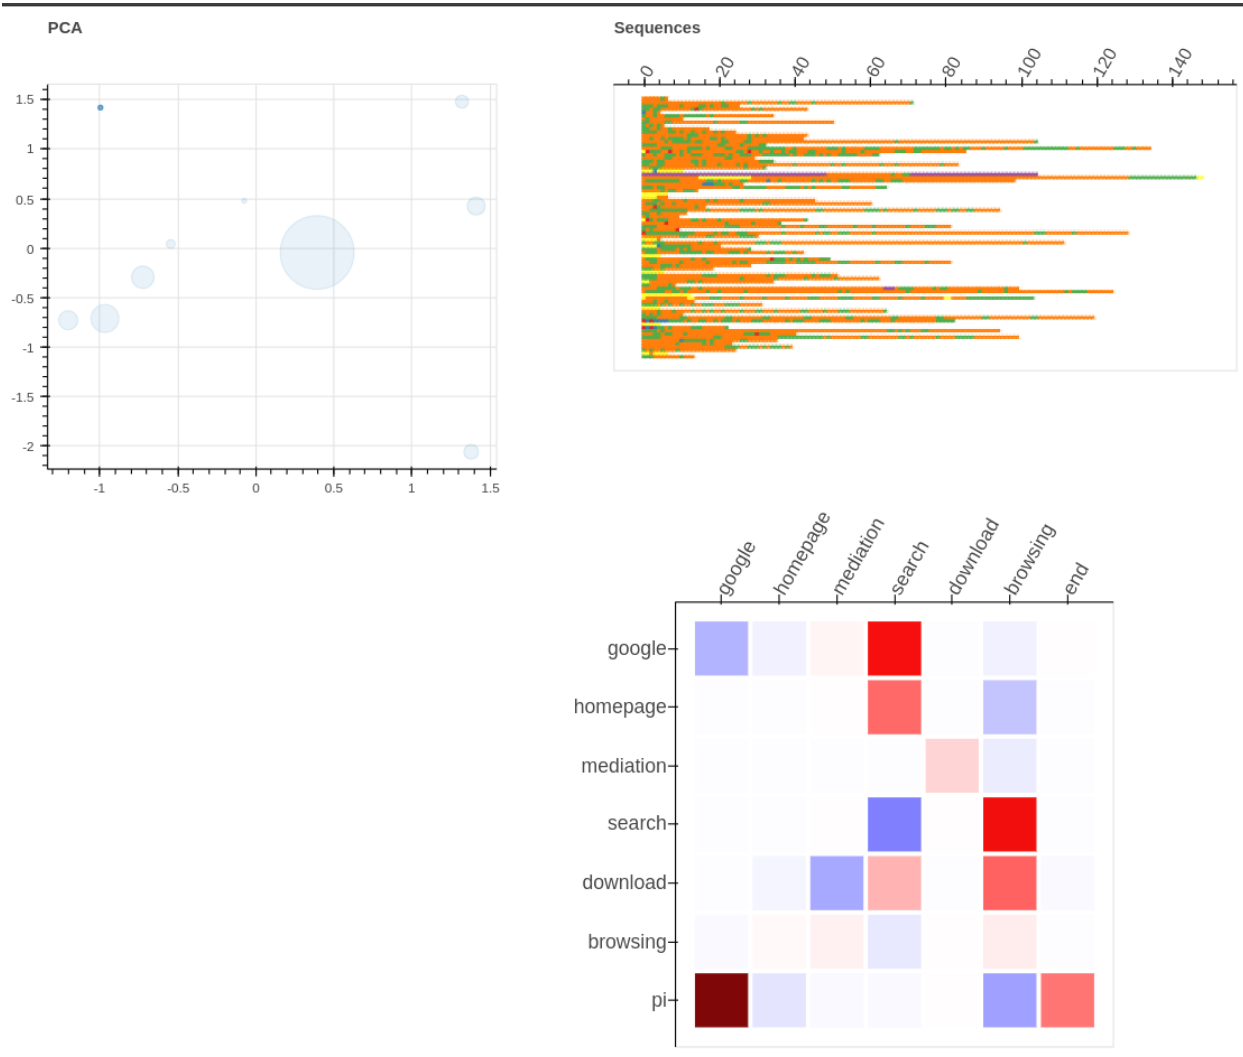 PCA
1.5
1
0.5
0
-0.5
-1
-1.5
-2
-1 -0.5 0 0.5 1 1.5
Sequences
0 20 40 60 80 100 120 140
google homepage mediation search download browsing end
google
homepage
mediation
search
download
browsing
pi